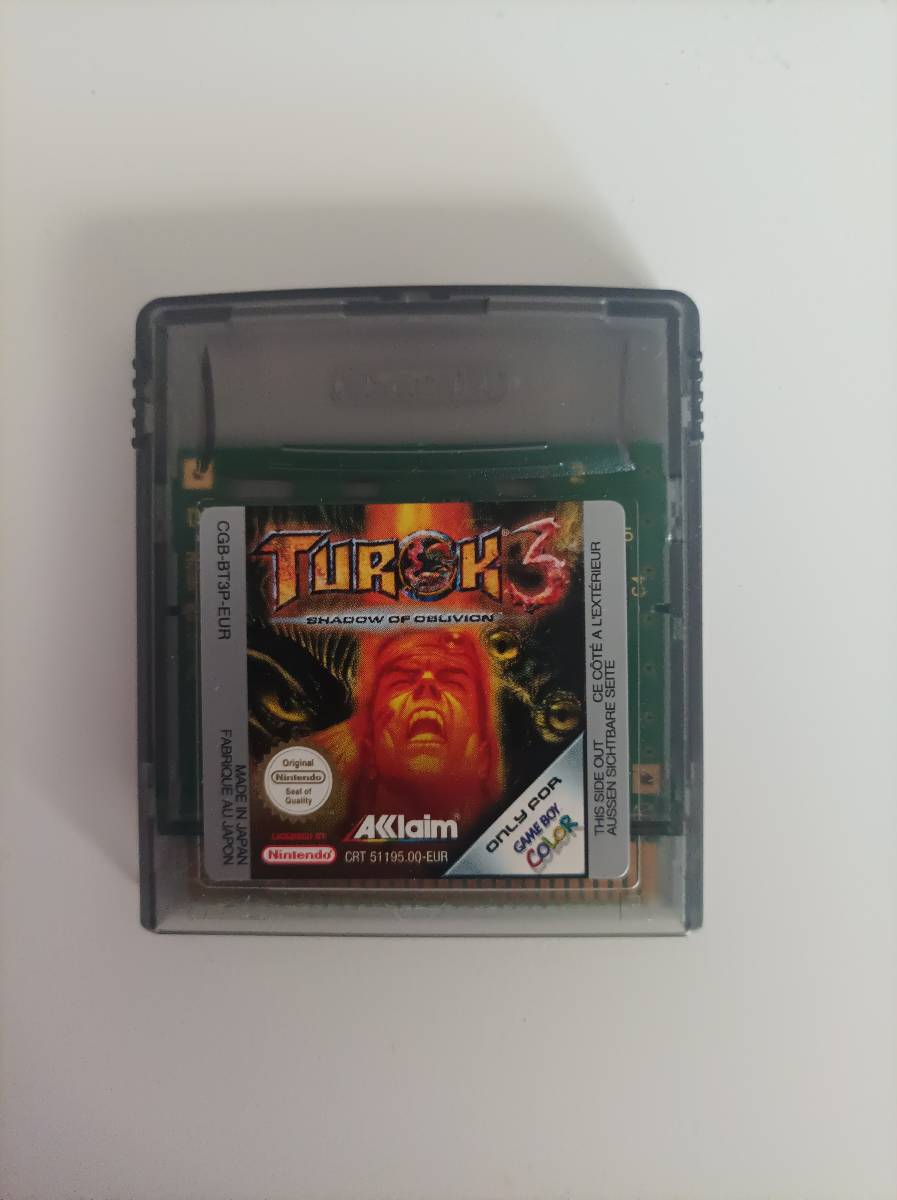 TUROK 3
SHADOW OF OBLIVION
CGB-BT3P-EUR
MADE IN JAPAN
FABRIQUE AU JAPON
Original
Nintendo
Seal of
Quality
LICENSED BY
Nintendo
AKklaim
CRT 51195.00-EUR
ONLY FOR
GAME BOY
COLOR
THIS SIDE OUT
CE CÔTÉ A L'EXTÉRIEUR
AUSSEN SICHTBARE SEITE
C4